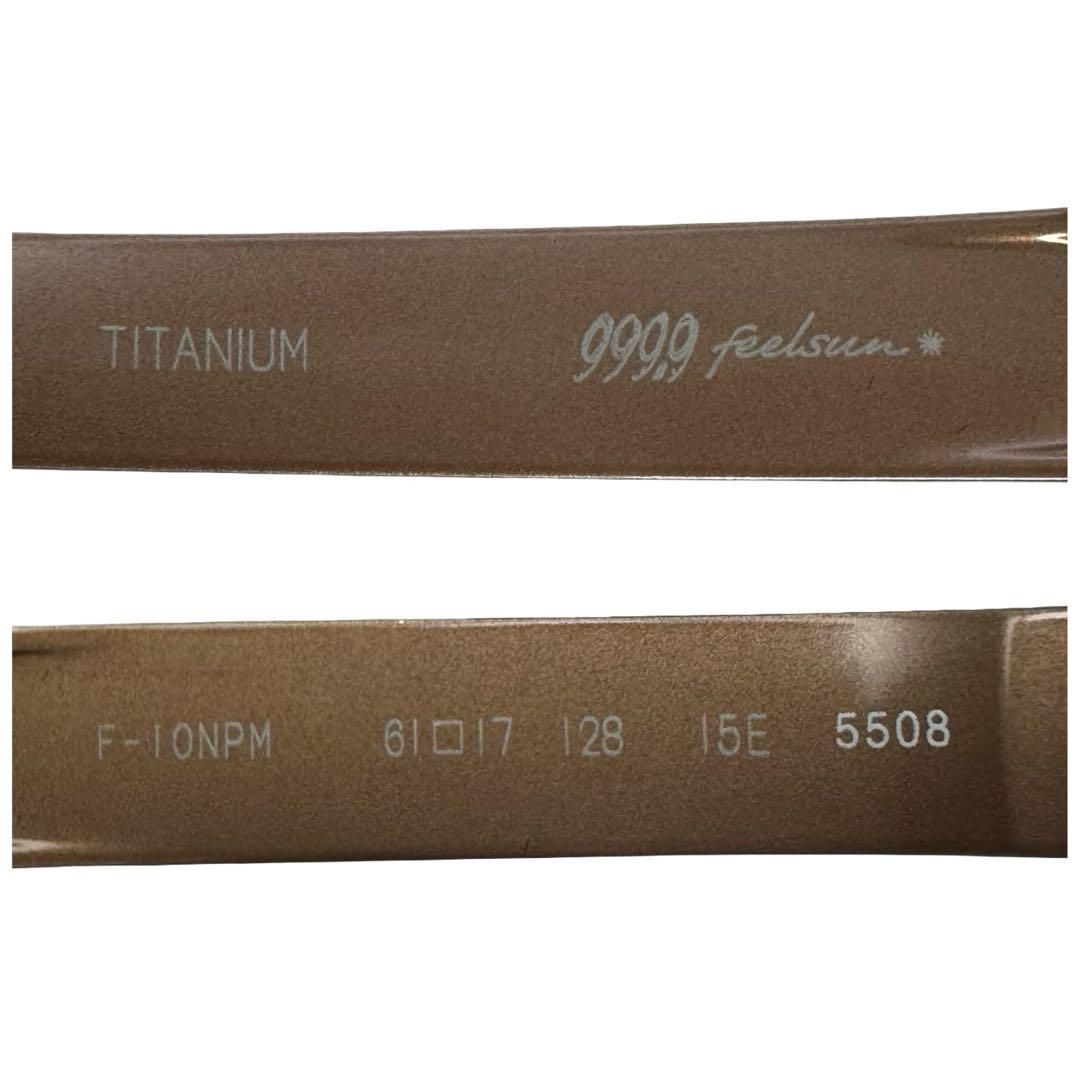 TITANIUM 999.9 feelsun*
F-10NPM 61□17 128 15E 5508